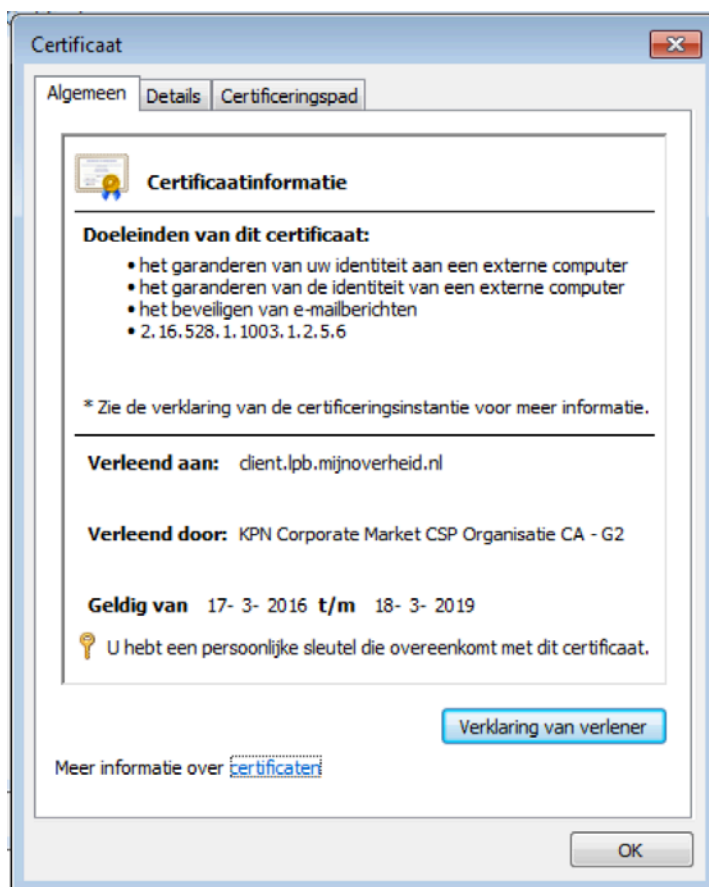 Certificaat
Algemeen Details Certificeringspad
Certificaatinformatie
Doeleinden van dit certificaat:
• het garanderen van uw identiteit aan een externe computer
• het garanderen van de identiteit van een externe computer
• het beveiligen van e-mailberichten
• 2.16.528.1.1003.1.2.5.6
* Zie de verklaring van de certificeringsinstantie voor meer informatie.
Verleend aan: client.lpb.mijnoverheid.nl
Verleend door: KPN Corporate Market CSP Organisatie CA - G2
Geldig van 17- 3- 2016 t/m 18- 3- 2019
U hebt een persoonlijke sleutel die overeenkomt met dit certificaat.
Verklaring van verlener
Meer informatie over certificaten
OK